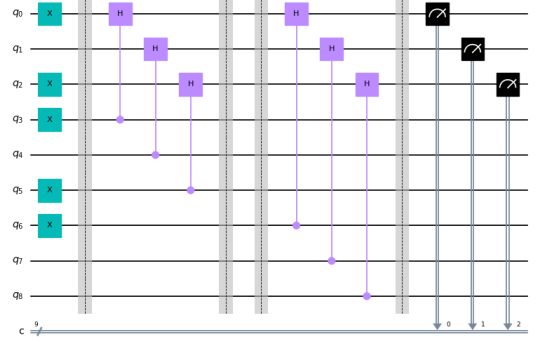 q0 X H H
q1 H H
q2 X H H
q3 X
q4
q5 X
q6 X
q7
q8
c 9 0 1 2